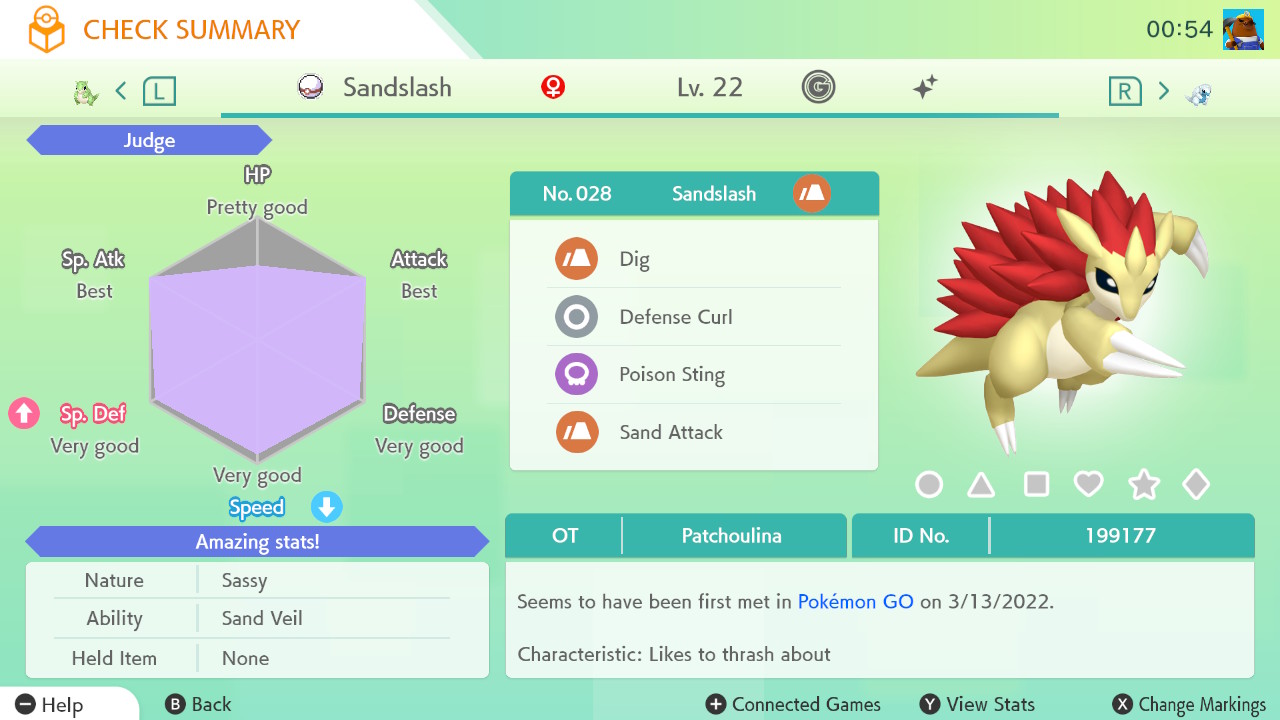 CHECK SUMMARY
00:54
L
Sandslash
Lv. 22
G
R
Judge
HP
Pretty good
Sp. Atk
Best
Attack
Best
Sp. Def
Very good
Defense
Very good
Very good
Speed
Amazing stats!
Nature Sassy
Ability Sand Veil
Held Item None
No. 028 Sandslash
Dig
Defense Curl
Poison Sting
Sand Attack
OT Patchoulina ID No. 199177
Seems to have been first met in Pokémon GO on 3/13/2022.
Characteristic: Likes to thrash about
Help
B Back
Connected Games
Y View Stats
X Change Markings